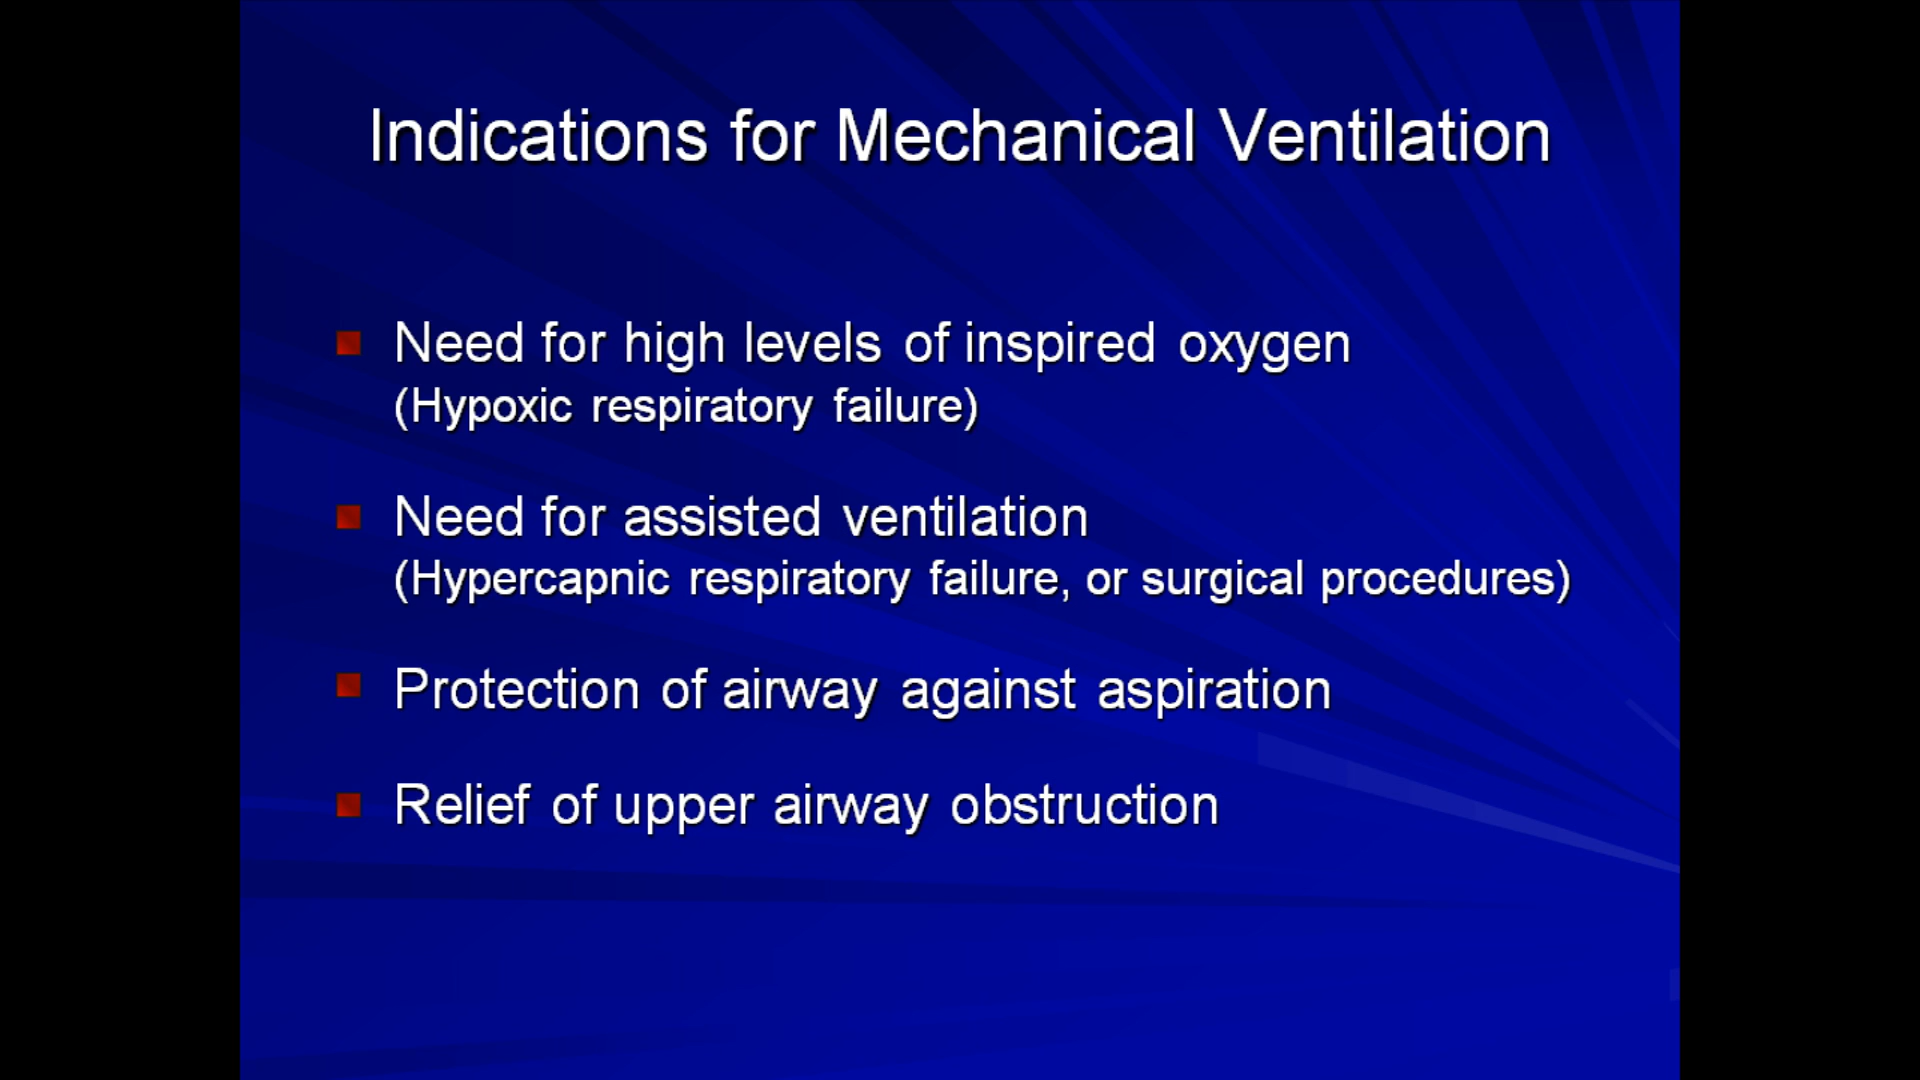 Indications for Mechanical Ventilation
Need for high levels of inspired oxygen
(Hypoxic respiratory failure)
Need for assisted ventilation
(Hypercapnic respiratory failure, or surgical procedures)
Protection of airway against aspiration
Relief of upper airway obstruction